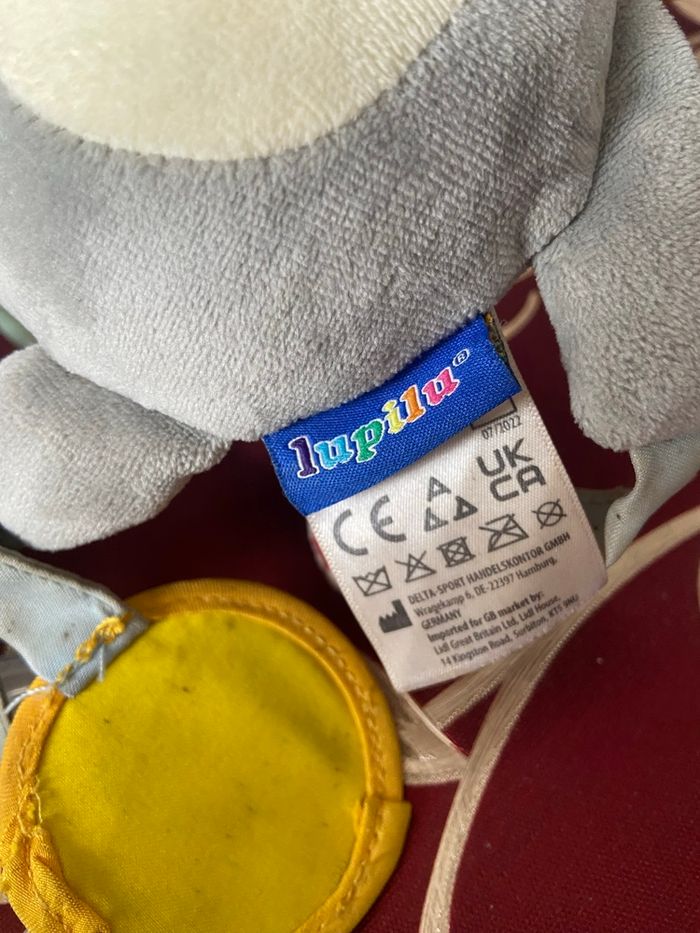 lupilu®
07/2022
CE
UK
CA
DELTA-SPORT HANDELSKONTOR GMBH
Wragekamp 6, DE-22397 Hamburg,
GERMANY
Imported for GB market by:
Lidl Great Britain Ltd, Lidl House,
14 Kingston Road, Surbiton, KT5 9NU